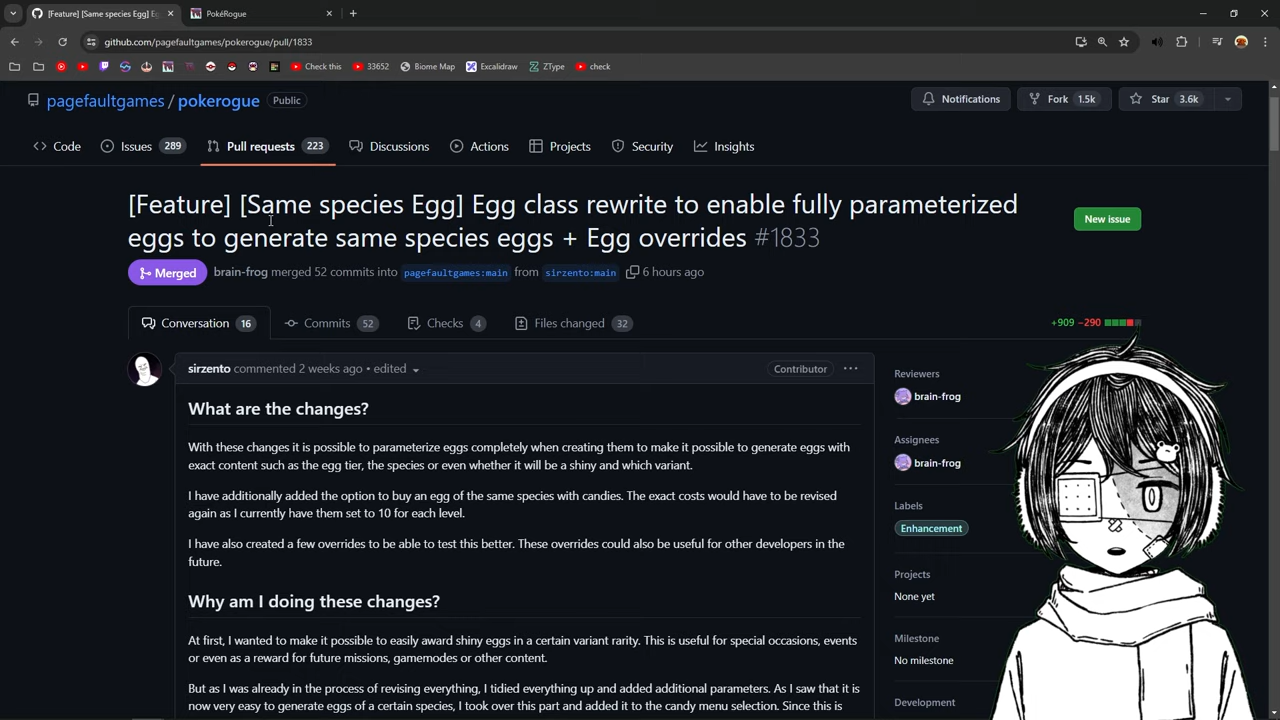 [Feature] [Same species Egg] Eg
PokéRogue
github.com/pagefaultgames/pokerogue/pull/1833
Check this
33652
Biome Map
Excalidraw
ZType
check
pagefaultgames / pokerogue Public
Notifications
Fork 1.5k
Star 3.6k
Code
Issues 289
Pull requests 223
Discussions
Actions
Projects
Security
Insights
[Feature] [Same species Egg] Egg class rewrite to enable fully parameterized
eggs to generate same species eggs + Egg overrides #1833
New issue
Merged brain-frog merged 52 commits into pagefaultgames:main from sirzento:main 6 hours ago
Conversation 16
Commits 52
Checks 4
Files changed 32
+909 −290
sirzento commented 2 weeks ago • edited
Contributor
What are the changes?
With these changes it is possible to parameterize eggs completely when creating them to make it possible to generate eggs with
exact content such as the egg tier, the species or even whether it will be a shiny and which variant.
I have additionally added the option to buy an egg of the same species with candies. The exact costs would have to be revised
again as I currently have them set to 10 for each level.
I have also created a few overrides to be able to test this better. These overrides could also be useful for other developers in the
future.
Why am I doing these changes?
At first, I wanted to make it possible to easily award shiny eggs in a certain variant rarity. This is useful for special occasions, events
or even as a reward for future missions, gamemodes or other content.
But as I was already in the process of revising everything, I tidied everything up and added additional parameters. As I saw that it is
now very easy to generate eggs of a certain species, I took over this part and added it to the candy menu selection. Since this is
Reviewers
brain-frog
Assignees
brain-frog
Labels
Enhancement
Projects
None yet
Milestone
No milestone
Development